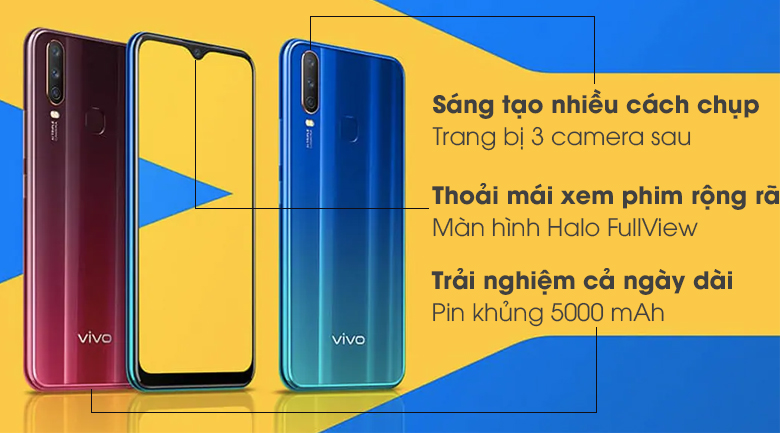 Sáng tạo nhiều cách chụp
Trang bị 3 camera sau
Thoải mái xem phim rộng rã
Màn hình Halo FullView
Trải nghiệm cả ngày dài
Pin khủng 5000 mAh
vivo
vivo